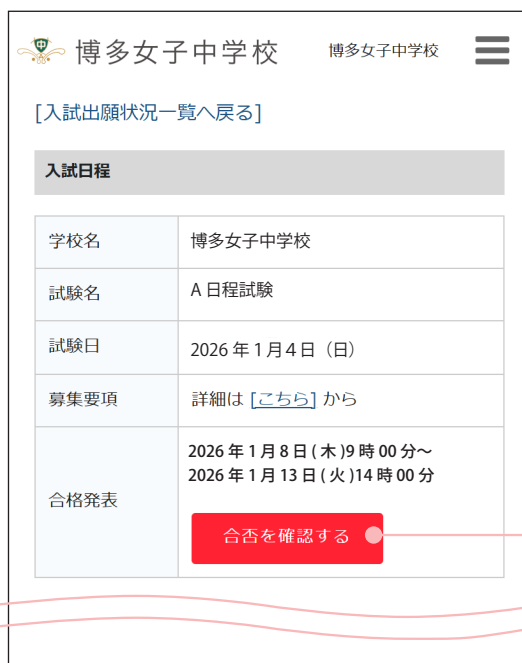 博多女子中学校
博多女子中学校
[入試出願状況一覧へ戻る]
入試日程
学校名 博多女子中学校
試験名 A 日程試験
試験日 2026 年 1 月 4 日(日)
募集要項 詳細は [こちら] から
合格発表 2026 年 1 月 8 日 ( 木 )9 時 00 分〜
2026 年 1 月 13 日 ( 火 )14 時 00 分
合否を確認する